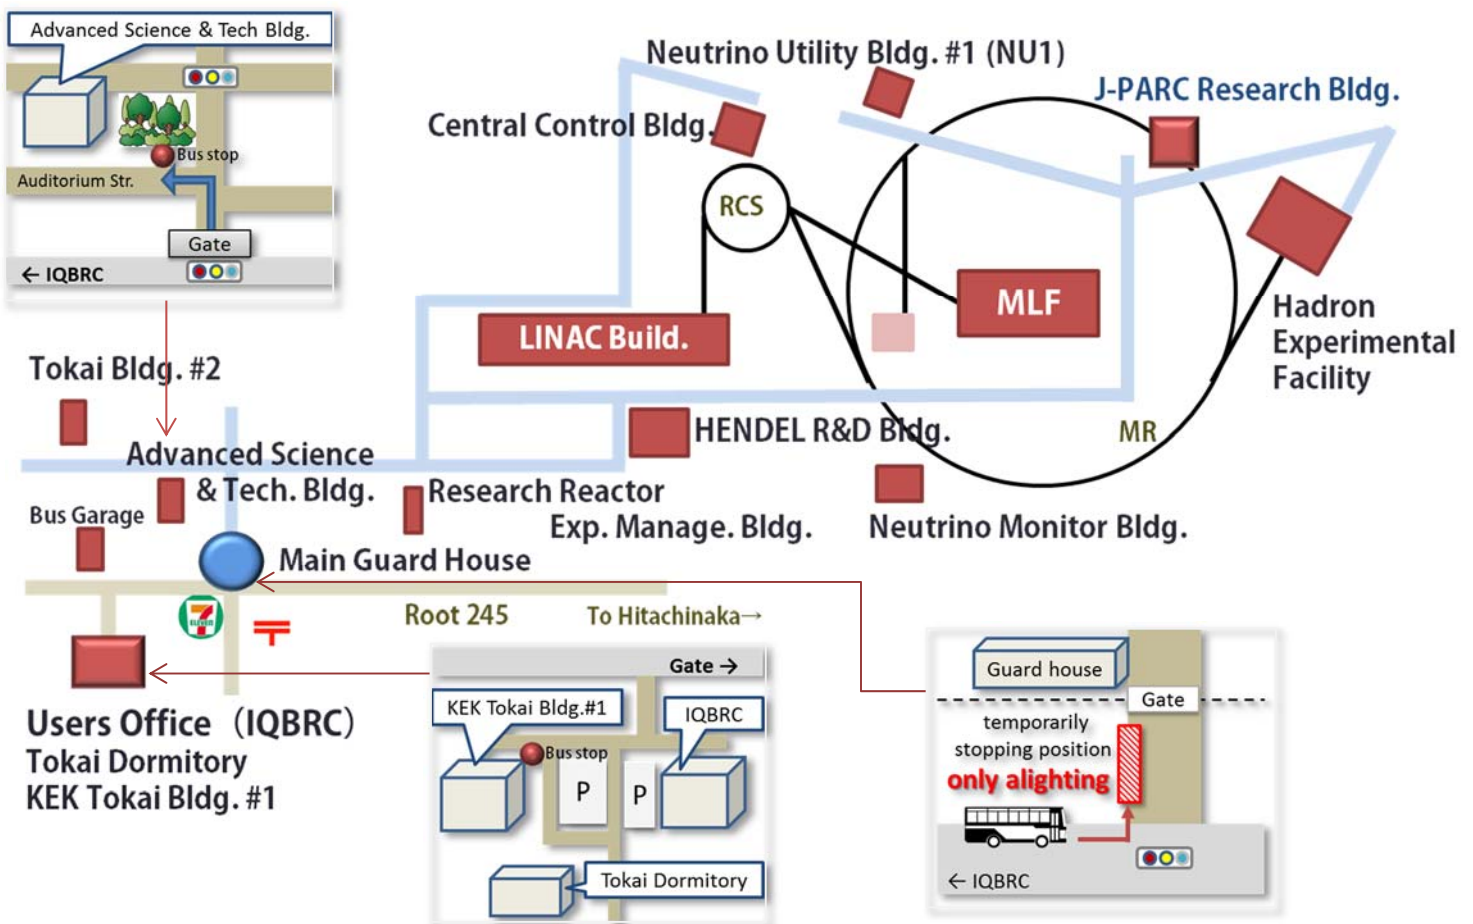 Advanced Science & Tech Bldg.
Bus stop
Auditorium Str.
Gate
← IQBRC
Neutrino Utility Bldg. #1 (NU1)
J-PARC Research Bldg.
Central Control Bldg.
RCS
MLF
LINAC Build.
Hadron
Experimental
Facility
Tokai Bldg. #2
HENDEL R&D Bldg.
MR
Advanced Science
& Tech. Bldg.
Research Reactor
Exp. Manage. Bldg.
Neutrino Monitor Bldg.
Bus Garage
Main Guard House
7
ELEVEN
〒
Root 245
To Hitachinaka→
Users Office（IQBRC）
Tokai Dormitory
KEK Tokai Bldg. #1
Gate →
KEK Tokai Bldg.#1
IQBRC
Bus stop
P
P
Tokai Dormitory
Guard house
Gate
temporarily
stopping position
only alighting
← IQBRC